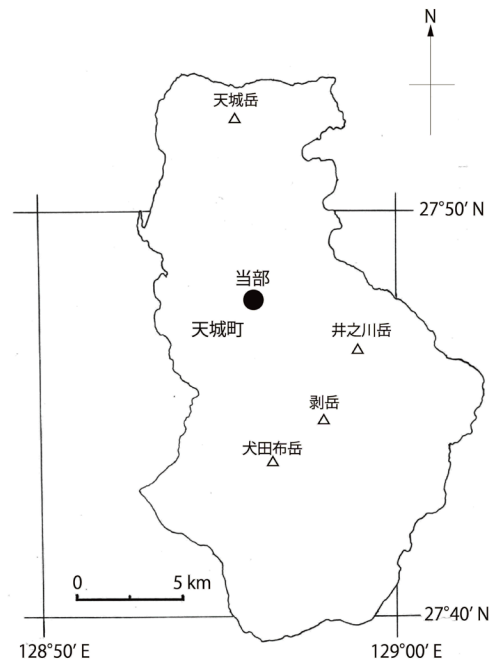 N
天城岳
27°50′ N
当部
天城町
井之川岳
剥岳
犬田布岳
0 5 km
27°40′ N
128°50′ E
129°00′ E